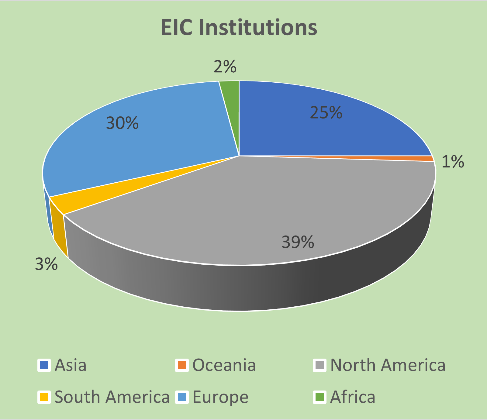 EIC Institutions
2%
30%
25%
1%
39%
3%
Asia
Oceania
North America
South America
Europe
Africa